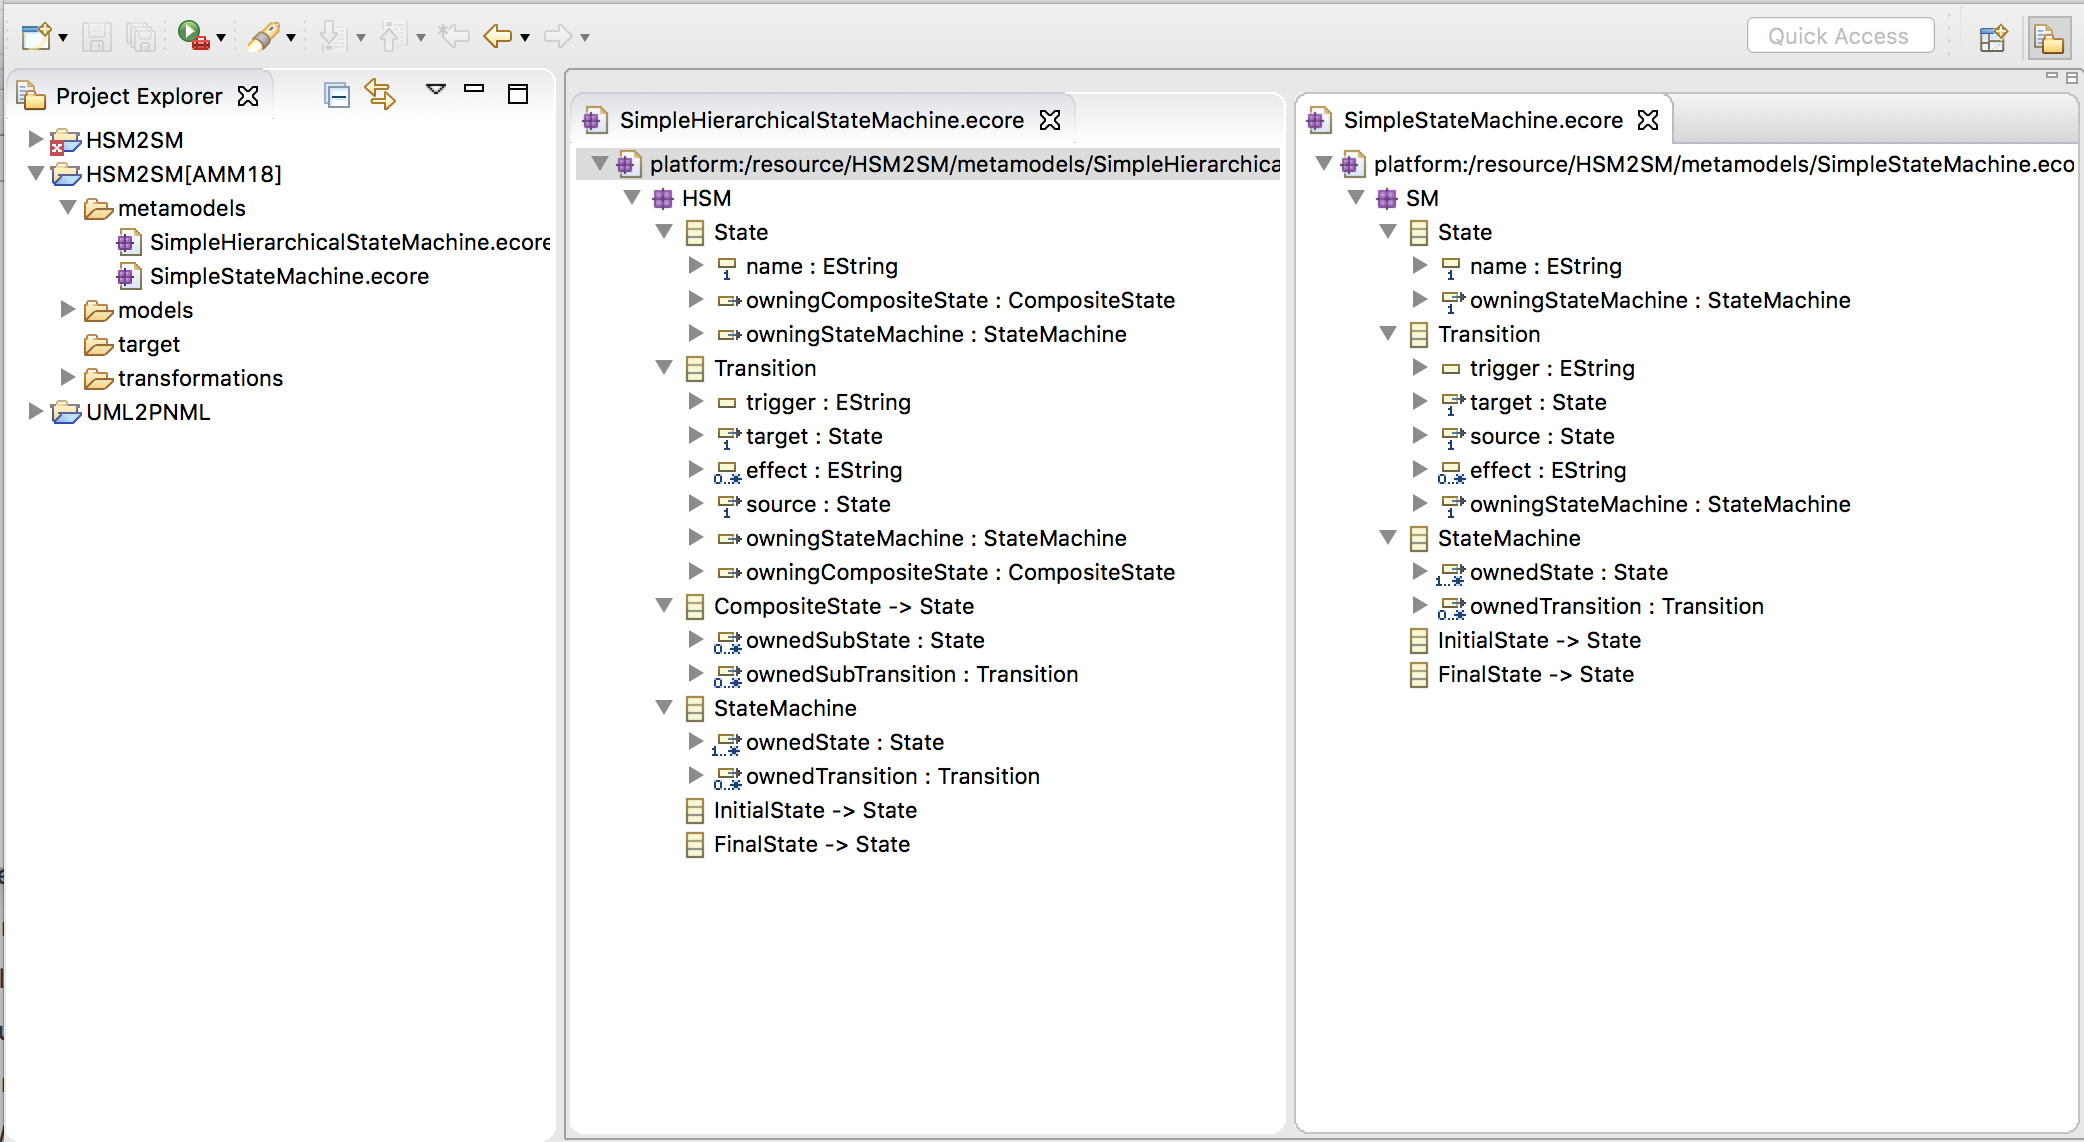 Quick Access
Project Explorer
HSM2SM
HSM2SM[AMM18]
metamodels
SimpleHierarchicalStateMachine.ecore
SimpleStateMachine.ecore
models
target
transformations
UML2PNML
SimpleHierarchicalStateMachine.ecore
platform:/resource/HSM2SM/metamodels/SimpleHierarchica
HSM
State
1 name : EString
owningCompositeState : CompositeState
owningStateMachine : StateMachine
Transition
trigger : EString
1 target : State
0..* effect : EString
1 source : State
owningStateMachine : StateMachine
owningCompositeState : CompositeState
CompositeState -> State
0..* ownedSubState : State
0..* ownedSubTransition : Transition
StateMachine
1..* ownedState : State
0..* ownedTransition : Transition
InitialState -> State
FinalState -> State
SimpleStateMachine.ecore
platform:/resource/HSM2SM/metamodels/SimpleStateMachine.eco
SM
State
1 name : EString
1 owningStateMachine : StateMachine
Transition
trigger : EString
1 target : State
1 source : State
0..* effect : EString
1 owningStateMachine : StateMachine
StateMachine
1..* ownedState : State
0..* ownedTransition : Transition
InitialState -> State
FinalState -> State